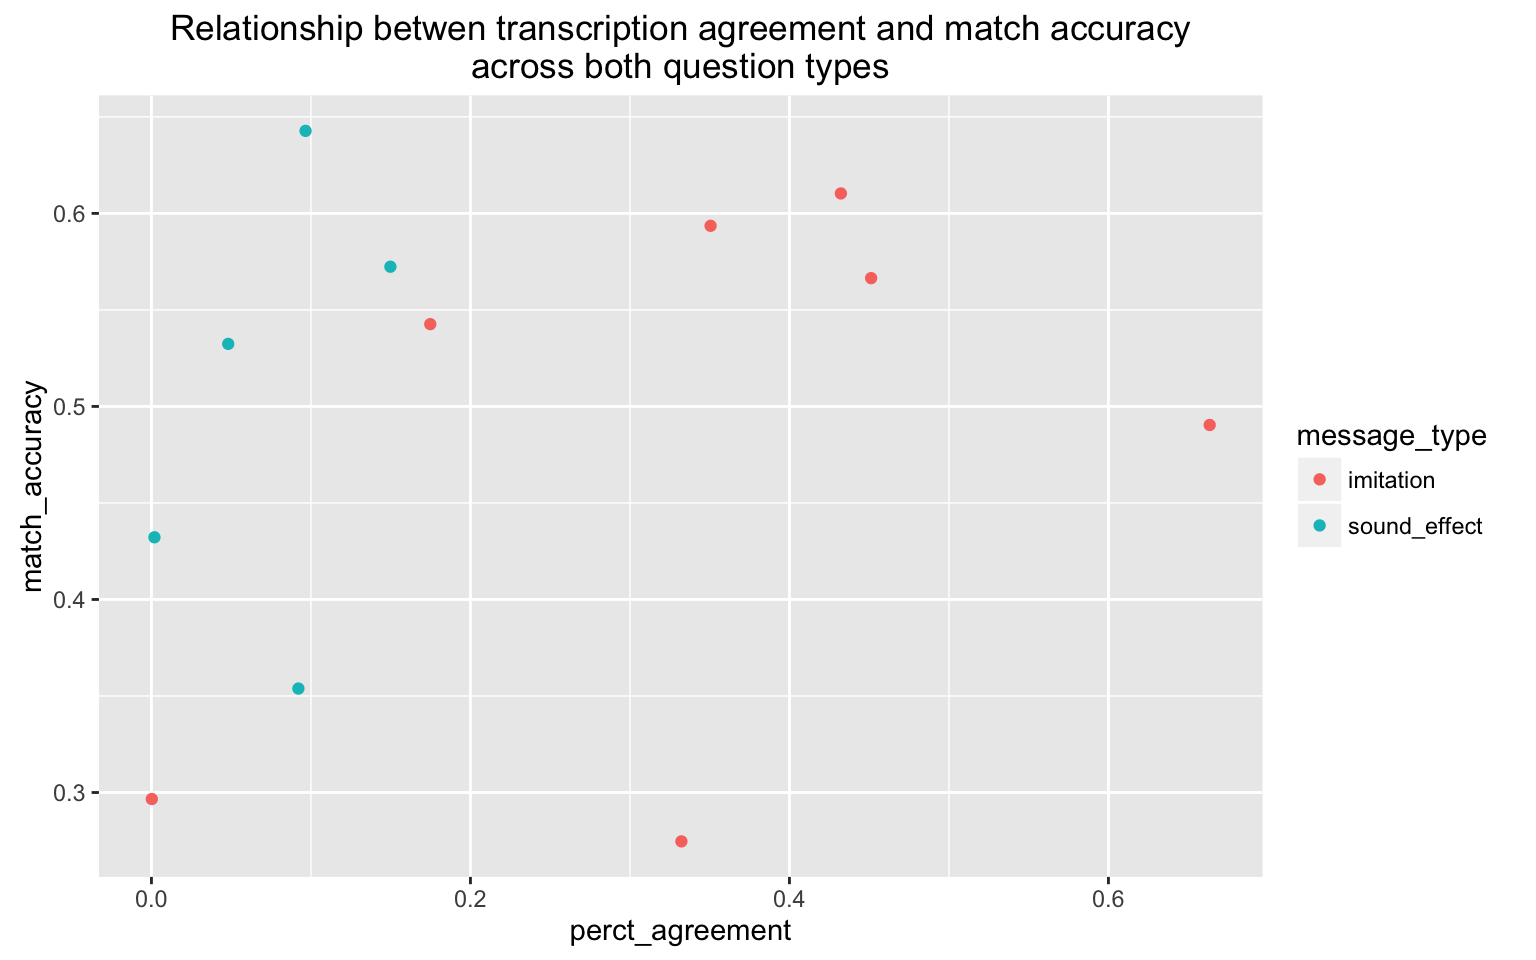 Relationship betwen transcription agreement and match accuracy
across both question types
match_accuracy
0.6
0.5
0.4
0.3
0.0
0.2
0.4
0.6
perct_agreement
message_type
imitation
sound_effect